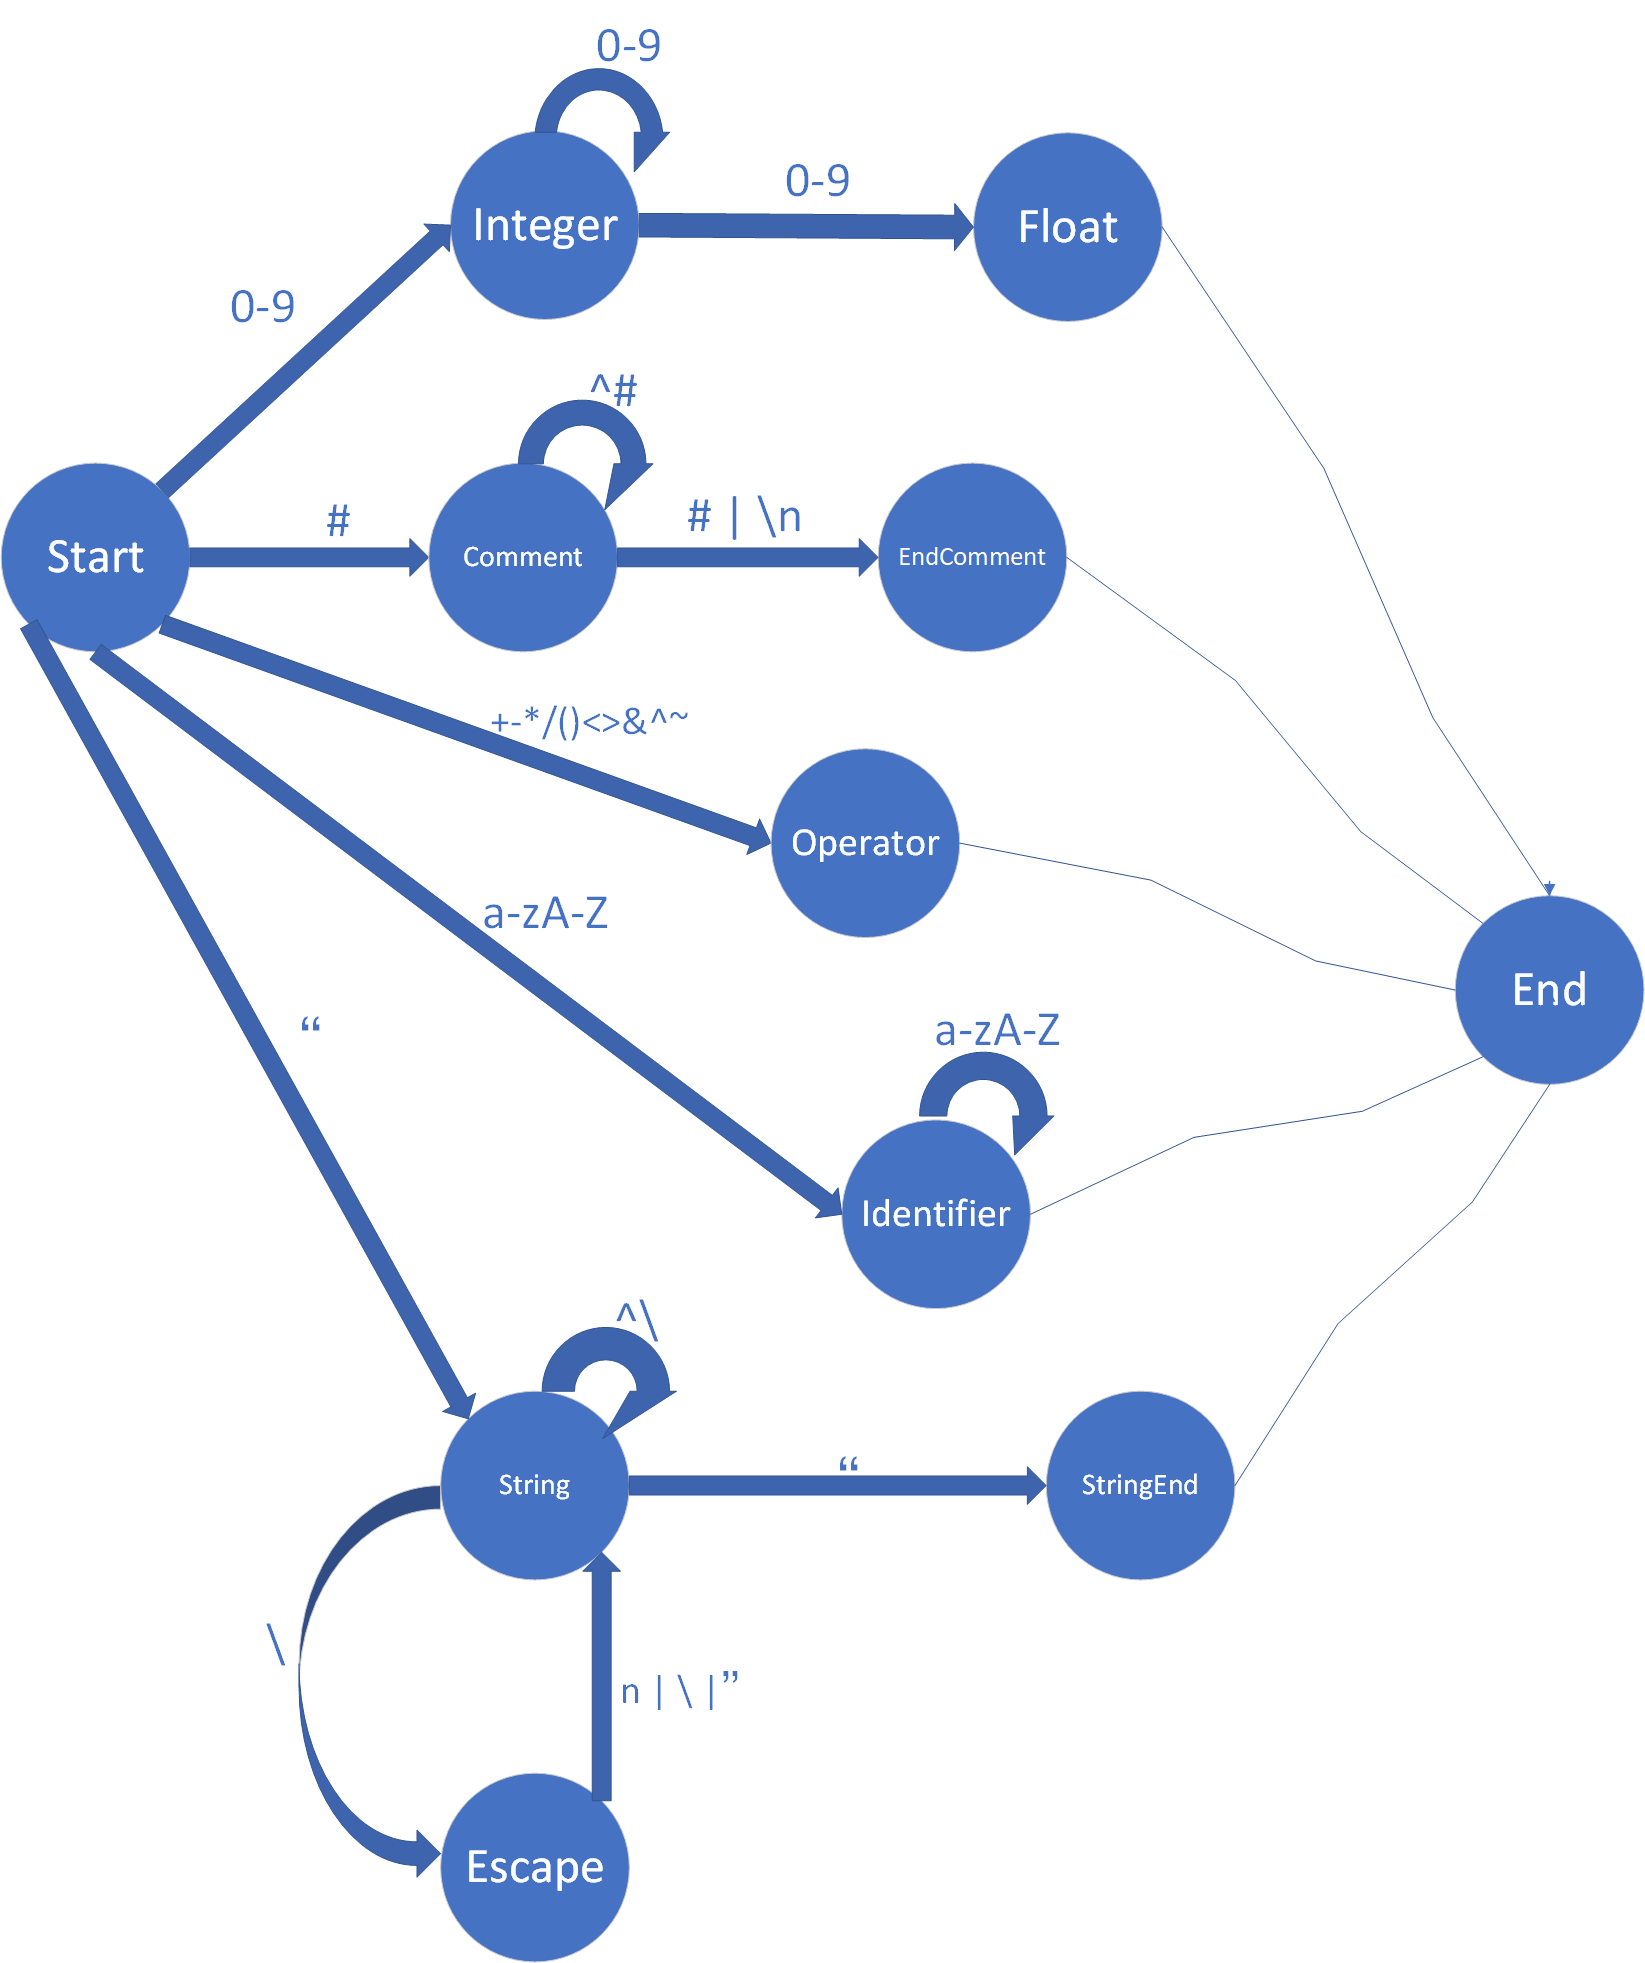 0-9
0-9
Integer
Float
0-9
^#
# | \n
#
Start
Comment
EndComment
+-*/()<>&^~
Operator
a-zA-Z
End
“
a-zA-Z
Identifier
^\
“
String
StringEnd
\
n | \ |”
Escape